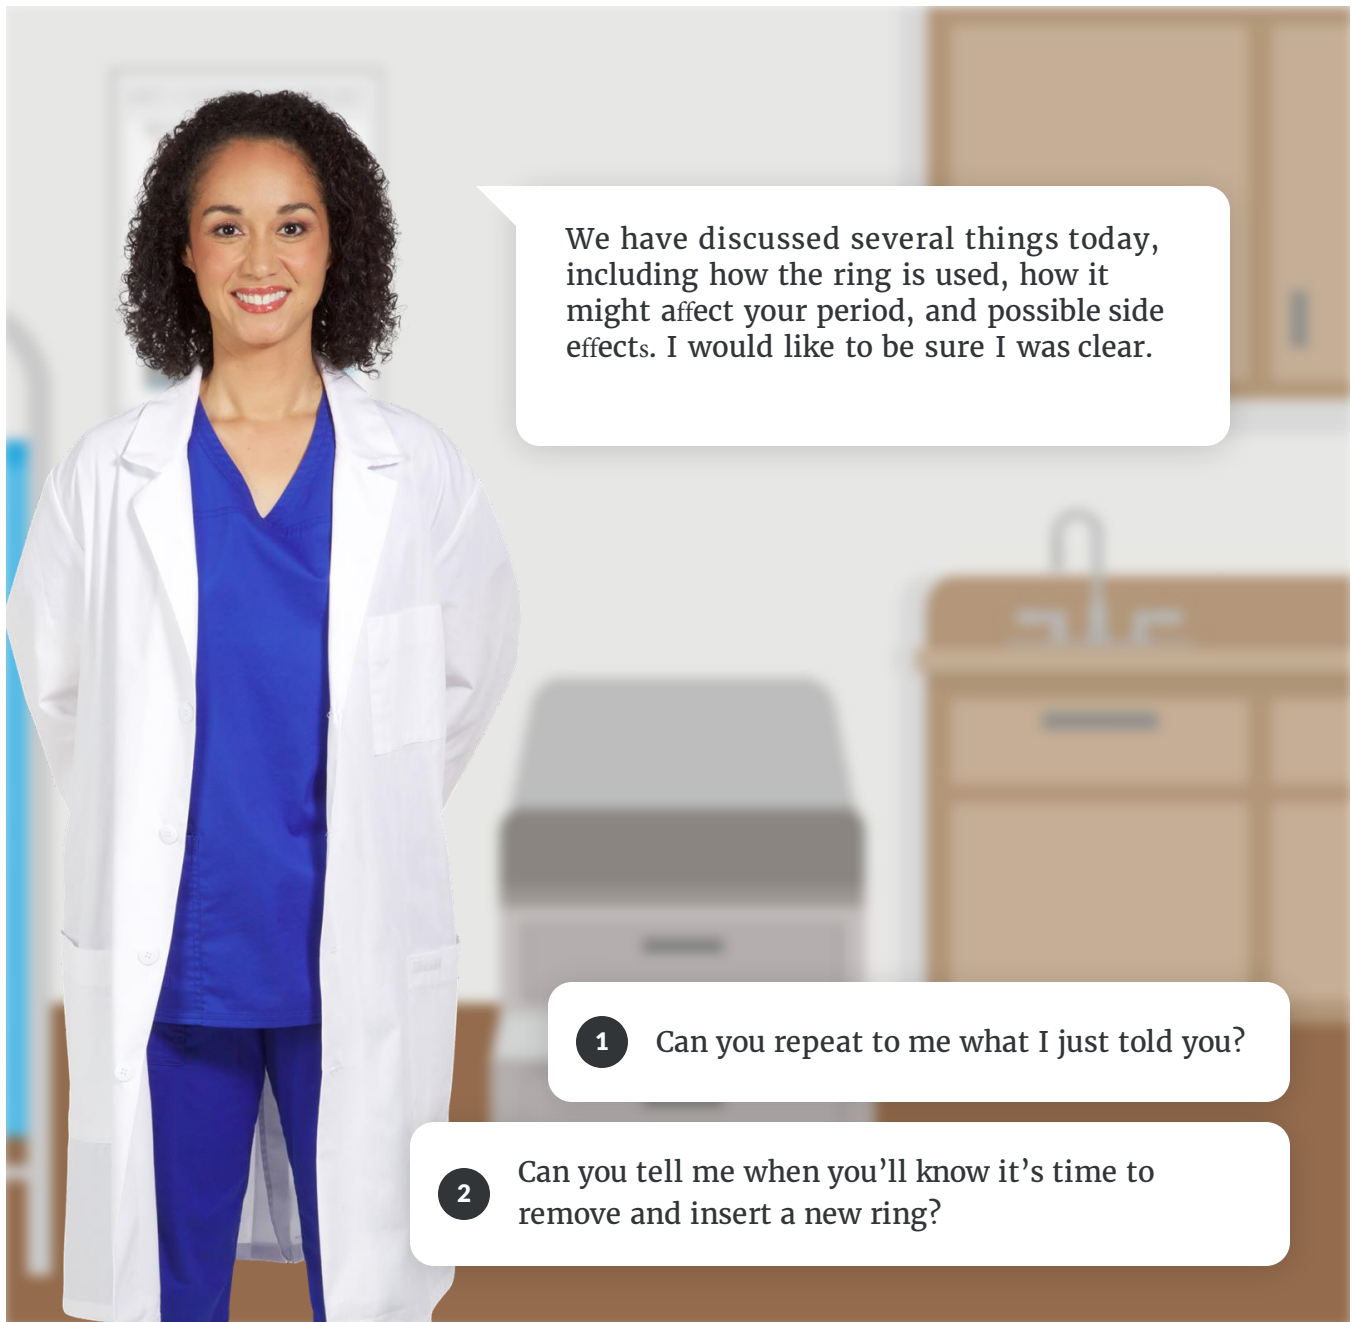 We have discussed several things today,
including how the ring is used, how it
might affect your period, and possible side
effects. I would like to be sure I was clear.
1 Can you repeat to me what I just told you?
2 Can you tell me when you’ll know it’s time to
remove and insert a new ring?